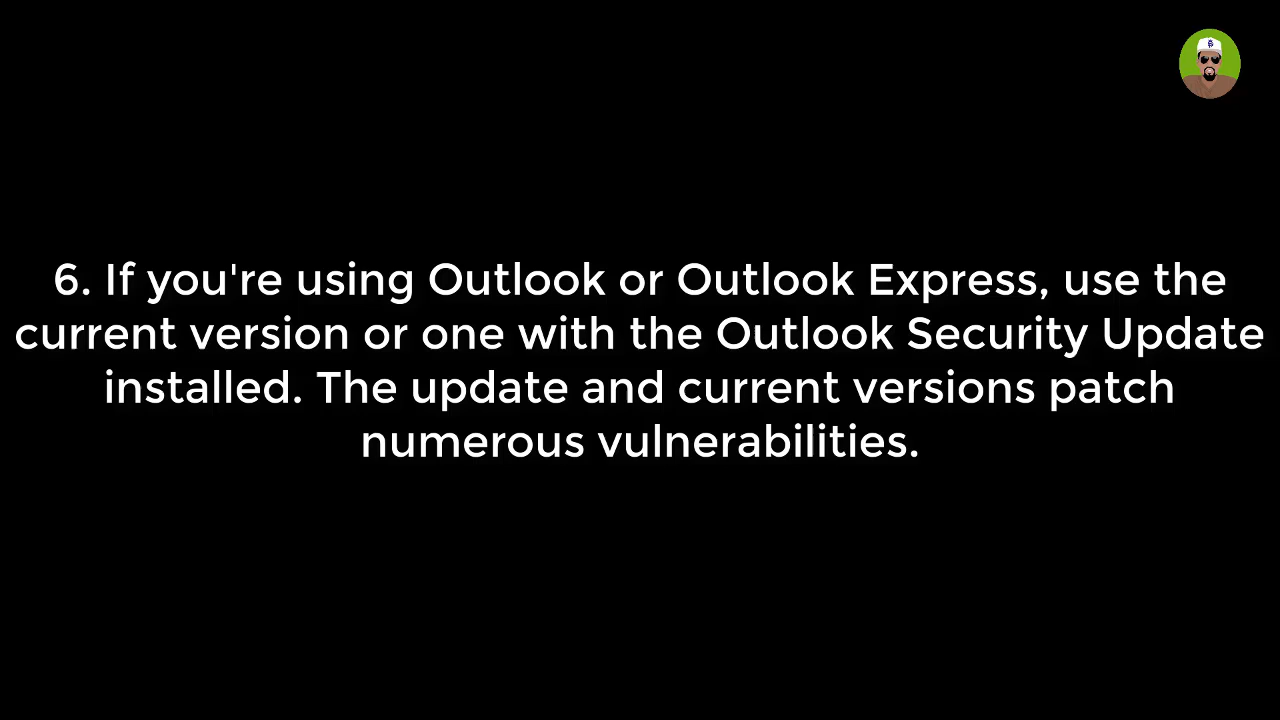 6. If you're using Outlook or Outlook Express, use the
current version or one with the Outlook Security Update
installed. The update and current versions patch
numerous vulnerabilities.